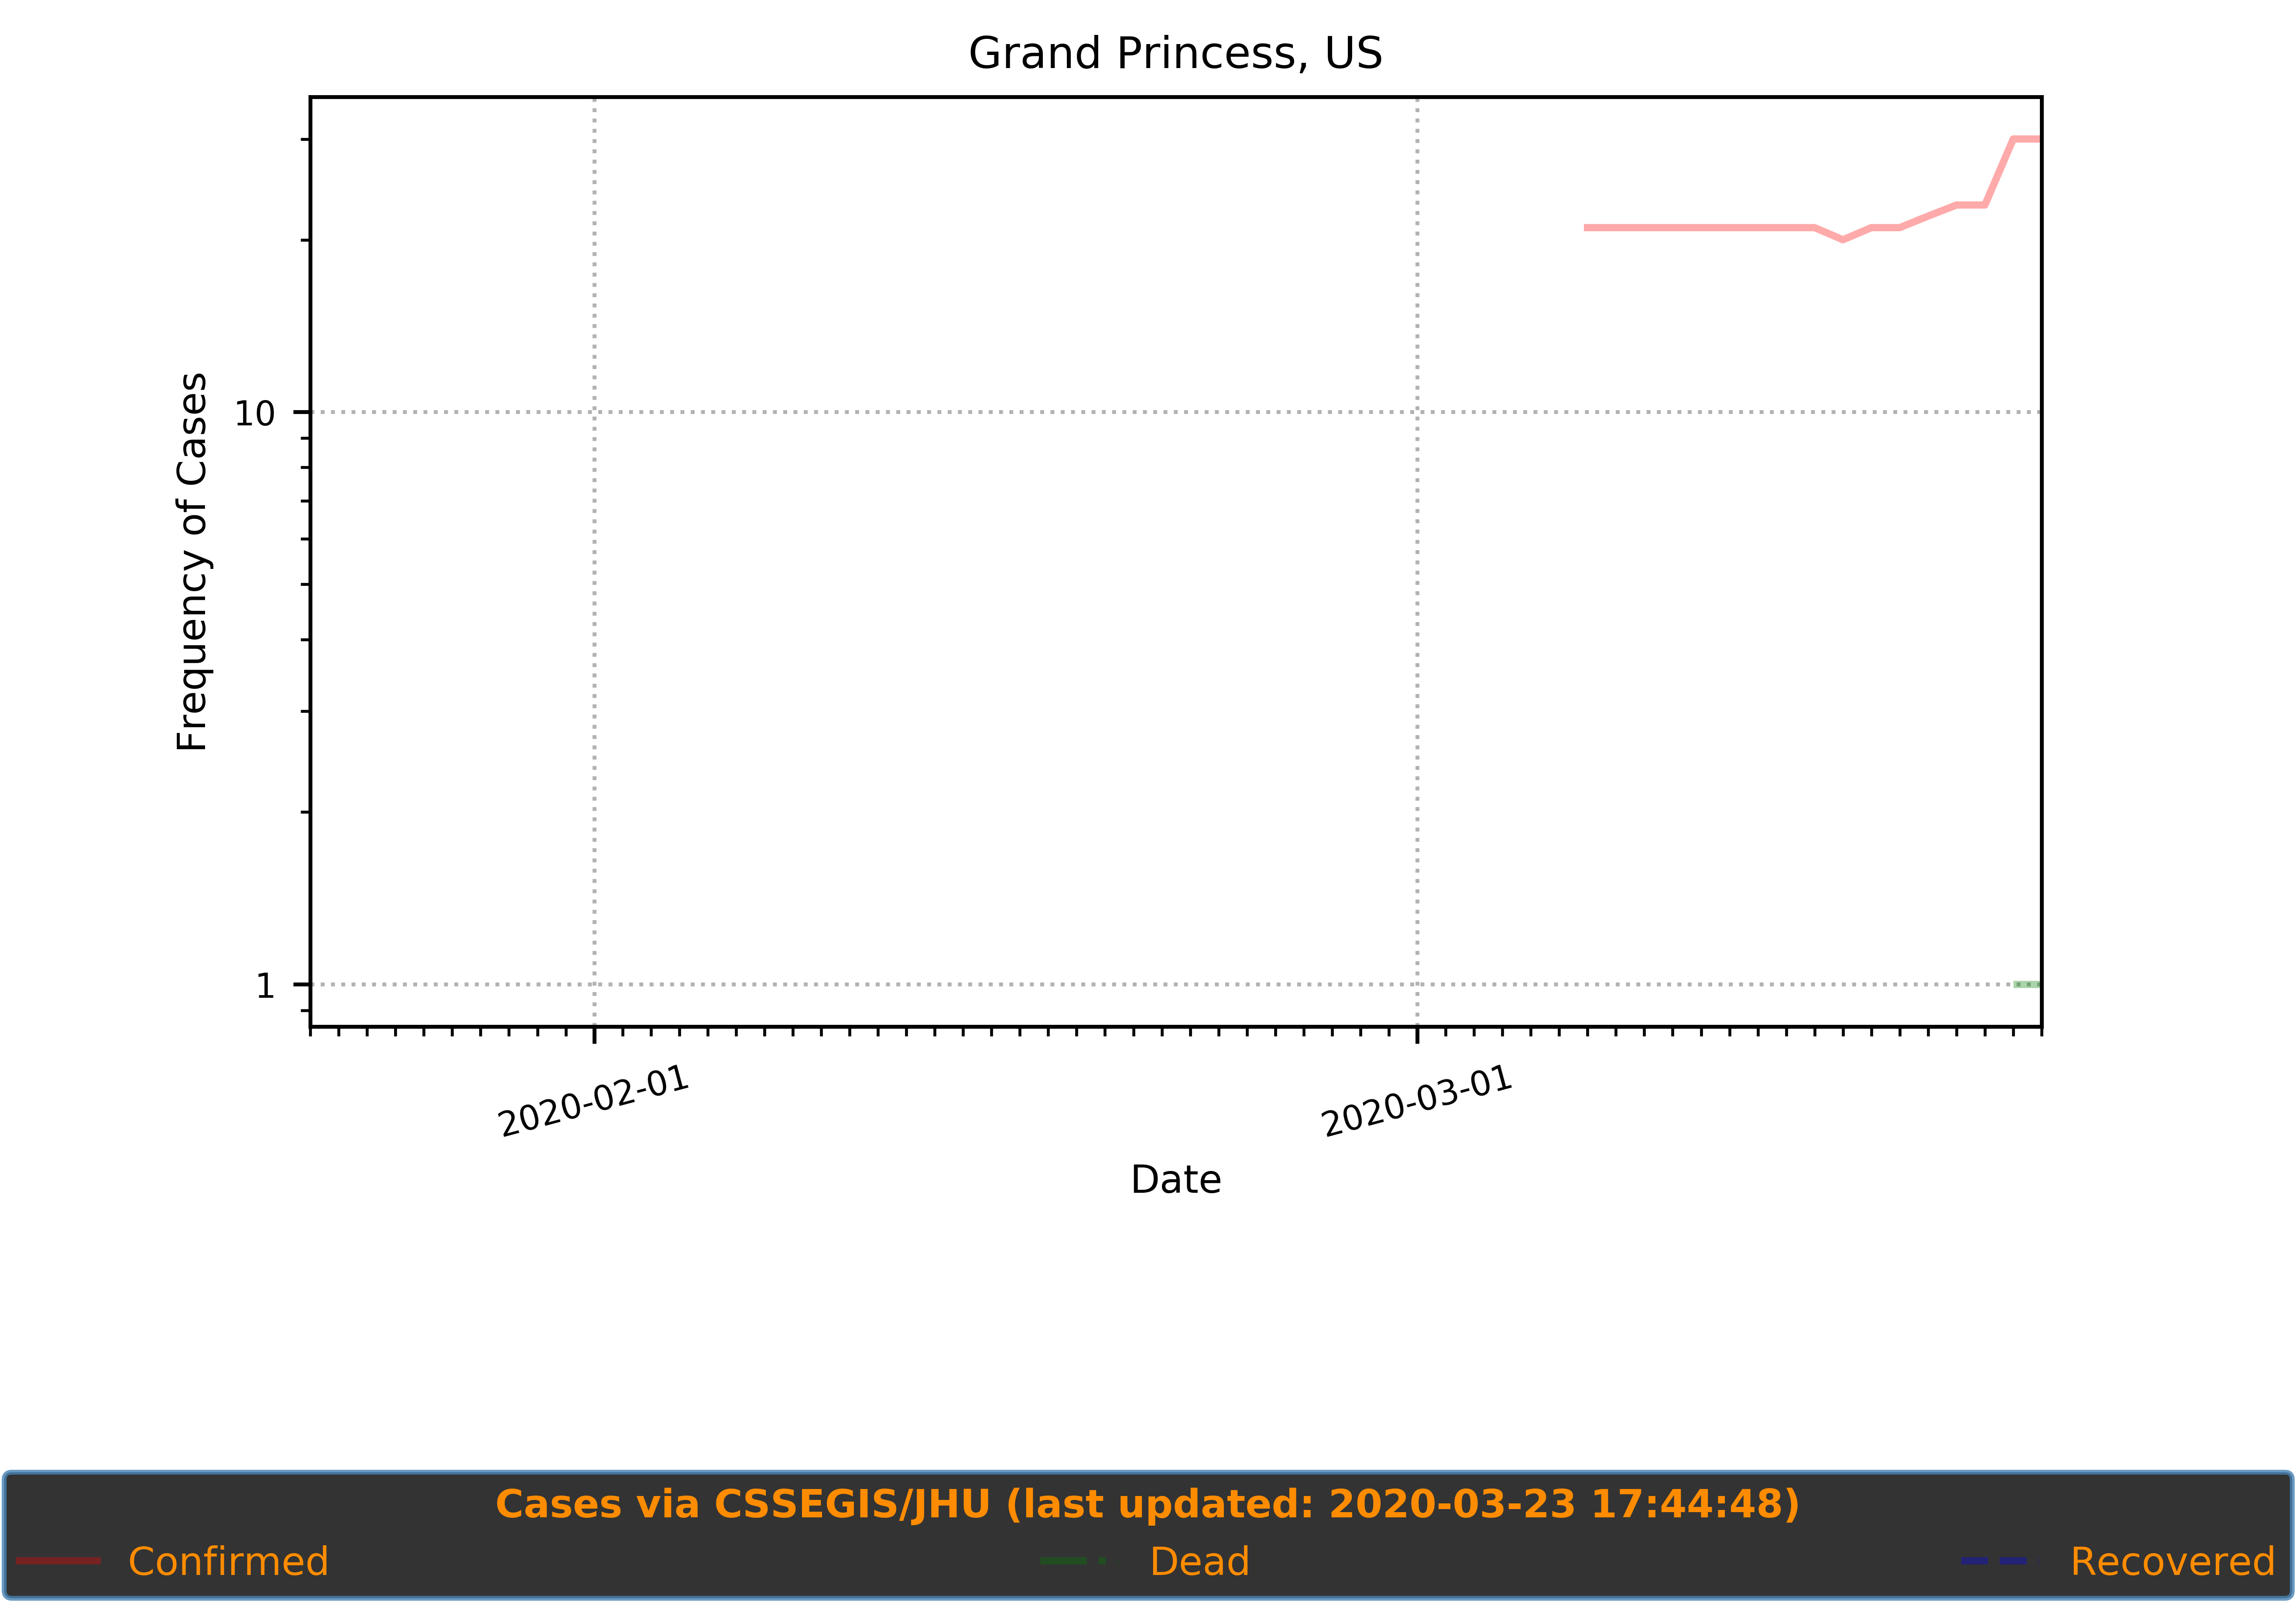 Grand Princess, US
Frequency of Cases
10
1
2020-02-01
2020-03-01
Date
Cases via CSSEGIS/JHU (last updated: 2020-03-23 17:44:48)
Confirmed
Dead
Recovered